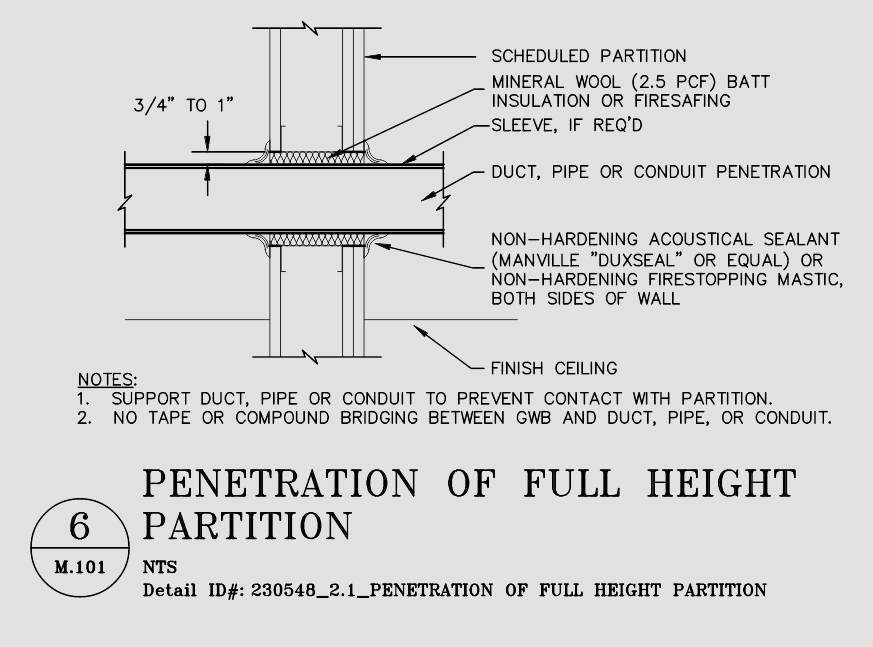 SCHEDULED PARTITION
MINERAL WOOL (2.5 PCF) BATT
INSULATION OR FIRESAFING
3/4" TO 1"
SLEEVE, IF REQ'D
DUCT, PIPE OR CONDUIT PENETRATION
NON-HARDENING ACOUSTICAL SEALANT
(MANVILLE "DUXSEAL" OR EQUAL) OR
NON-HARDENING FIRESTOPPING MASTIC,
BOTH SIDES OF WALL
FINISH CEILING
NOTES:
1. SUPPORT DUCT, PIPE OR CONDUIT TO PREVENT CONTACT WITH PARTITION.
2. NO TAPE OR COMPOUND BRIDGING BETWEEN GWB AND DUCT, PIPE, OR CONDUIT.
PENETRATION OF FULL HEIGHT
PARTITION
6
M.101
NTS
Detail ID#: 230548_2.1_PENETRATION OF FULL HEIGHT PARTITION